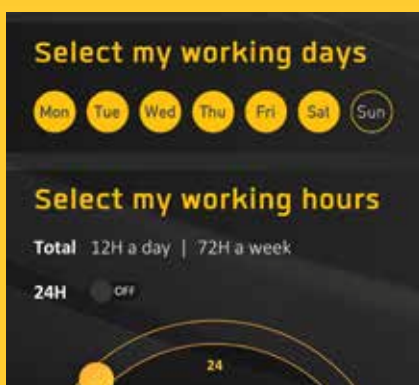 Select my working days
Mon Tue Wed Thu Fri Sat Sun
Select my working hours
Total 12H a day | 72H a week
24H OFF
24